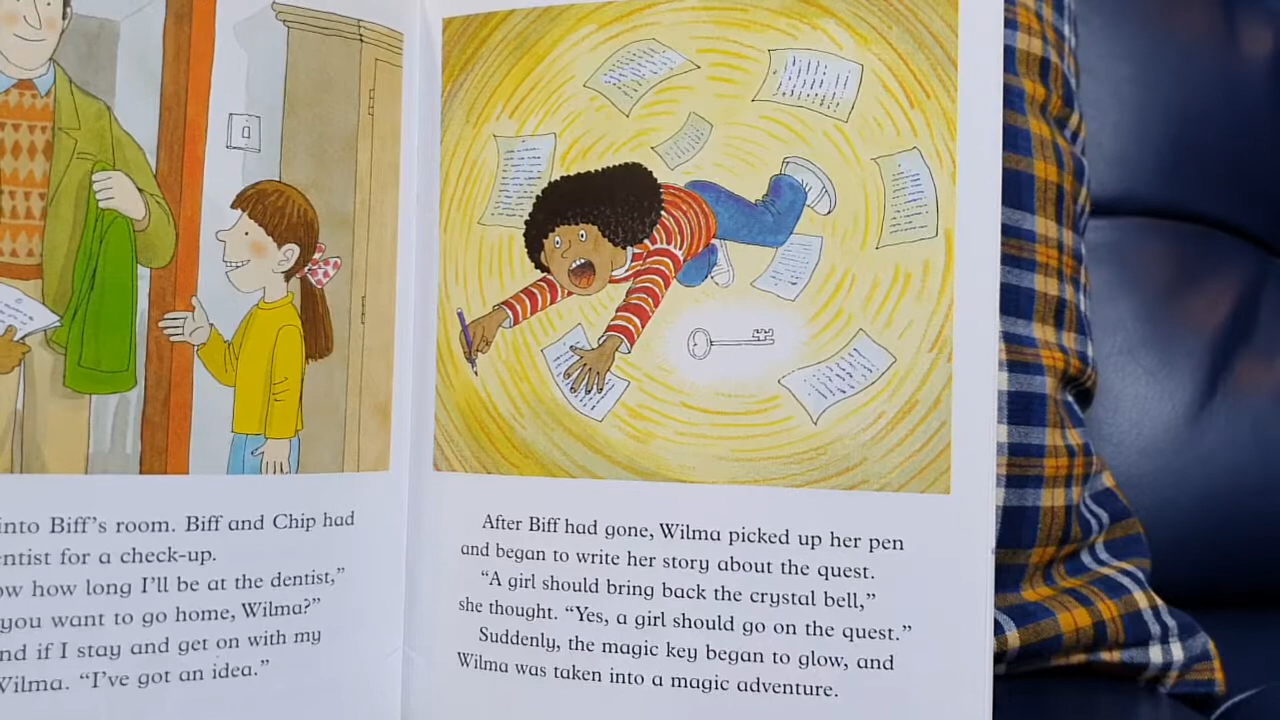 into Biff's room. Biff and Chip had
for a check-up.
how long I'll be at the dentist,"
you want to go home, Wilma?"
if I stay and get on with my
Wilma. "I've got an idea."
After Biff had gone, Wilma picked up her pen
and began to write her story about the quest.
"A girl should bring back the crystal bell,"
she thought. "Yes, a girl should go on the quest."
Suddenly, the magic key began to glow, and
Wilma was taken into a magic adventure.